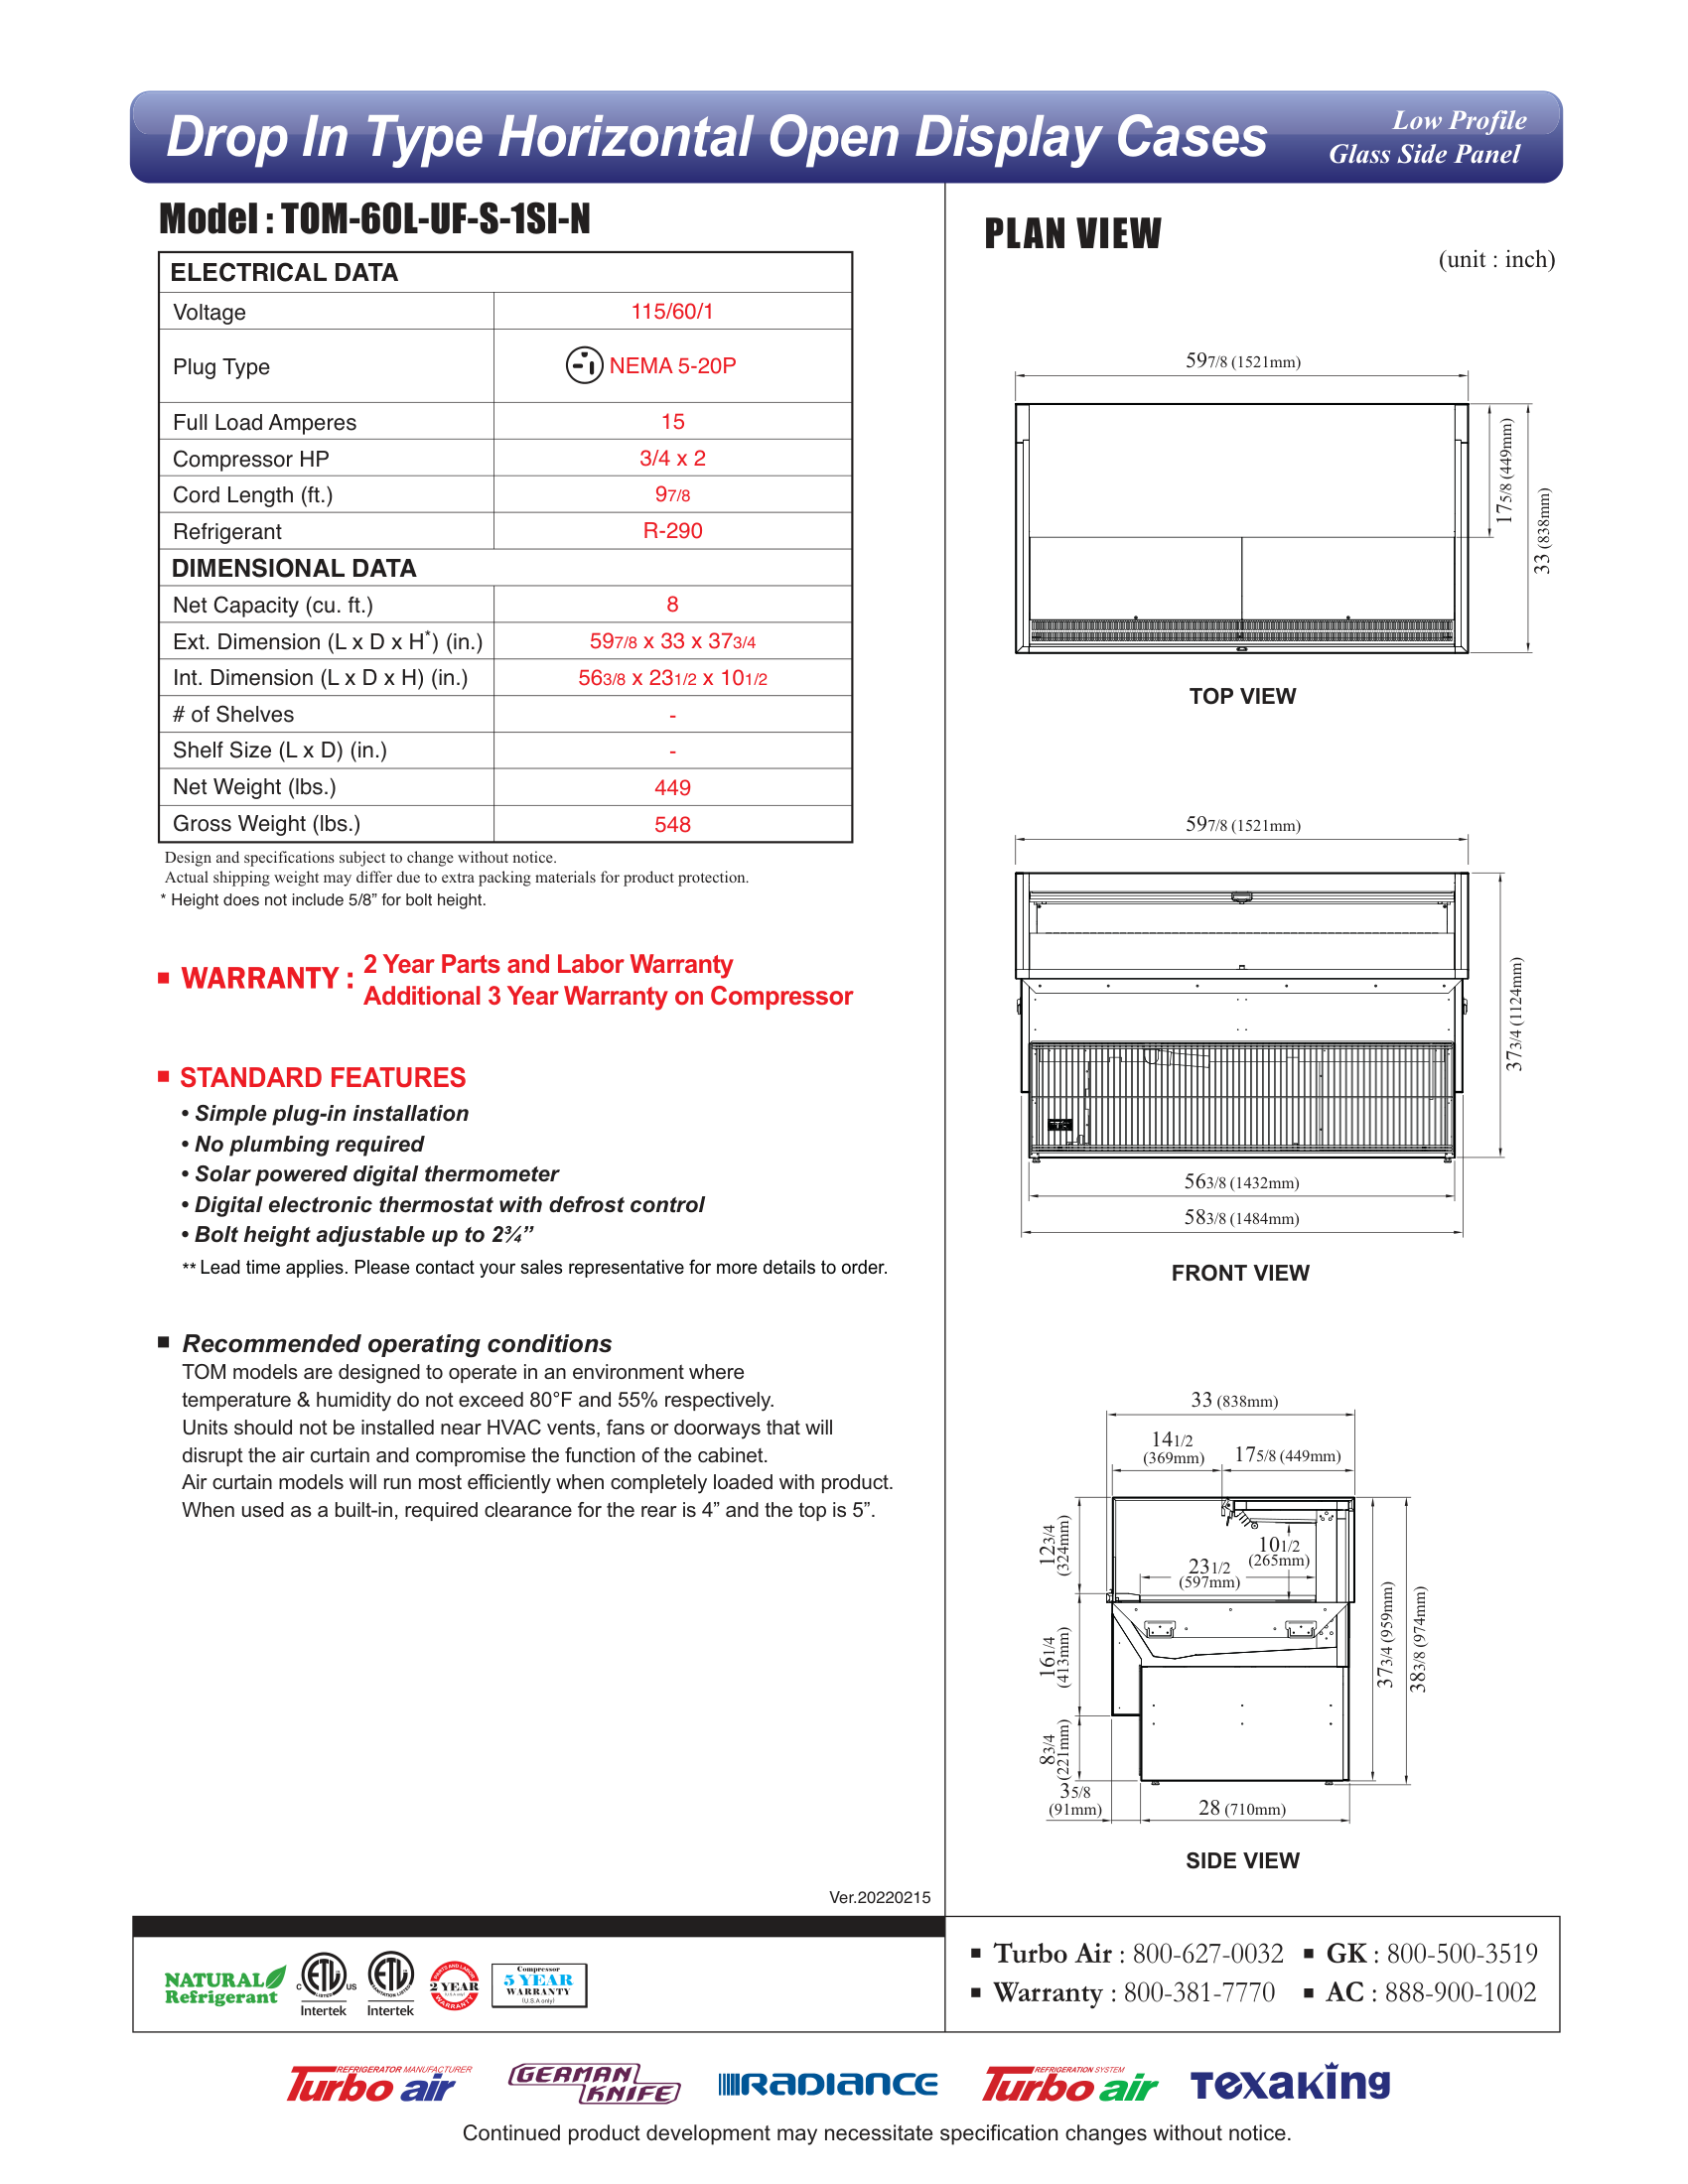 Drop In Type Horizontal Open Display Cases
Low Profile
Glass Side Panel
Model : TOM-60L-UF-S-1SI-N
ELECTRICAL DATA
Voltage 115/60/1
Plug Type NEMA 5-20P
Full Load Amperes 15
Compressor HP 3/4 x 2
Cord Length (ft.) 97/8
Refrigerant R-290
DIMENSIONAL DATA
Net Capacity (cu. ft.) 8
Ext. Dimension (L x D x H*) (in.) 597/8 x 33 x 373/4
Int. Dimension (L x D x H) (in.) 563/8 x 231/2 x 101/2
# of Shelves -
Shelf Size (L x D) (in.) -
Net Weight (lbs.) 449
Gross Weight (lbs.) 548
Design and specifications subject to change without notice.
Actual shipping weight may differ due to extra packing materials for product protection.
* Height does not include 5/8” for bolt height.
WARRANTY :
2 Year Parts and Labor Warranty
Additional 3 Year Warranty on Compressor
STANDARD FEATURES
• Simple plug-in installation
• No plumbing required
• Solar powered digital thermometer
• Digital electronic thermostat with defrost control
• Bolt height adjustable up to 2¾”
** Lead time applies. Please contact your sales representative for more details to order.
Recommended operating conditions
TOM models are designed to operate in an environment where
temperature & humidity do not exceed 80°F and 55% respectively.
Units should not be installed near HVAC vents, fans or doorways that will
disrupt the air curtain and compromise the function of the cabinet.
Air curtain models will run most efficiently when completely loaded with product.
When used as a built-in, required clearance for the rear is 4” and the top is 5”.
Ver.20220215
PLAN VIEW
(unit : inch)
597/8 (1521mm)
175/8 (449mm)
33 (838mm)
TOP VIEW
597/8 (1521mm)
373/4 (1124mm)
563/8 (1432mm)
583/8 (1484mm)
FRONT VIEW
33 (838mm)
141/2
(369mm)
175/8 (449mm)
123/4
(324mm)
101/2
(265mm)
231/2
(597mm)
161/4
(413mm)
373/4 (959mm)
383/8 (974mm)
83/4
(221mm)
35/8
(91mm)
28 (710mm)
SIDE VIEW
NATURAL
Refrigerant
C ETL US
LISTED
Intertek
ETL
SANITATION LISTED
Intertek
PARTS AND LABOR
2 YEAR
(U.S.A only)
WARRANTY
Compressor
5 YEAR
WARRANTY
(U.S.A only)
Turbo Air : 800-627-0032
GK : 800-500-3519
Warranty : 800-381-7770
AC : 888-900-1002
REFRIGERATOR MANUFACTURER
Turbo air
GERMAN
KNIFE
RADIANCE
REFRIGERATION SYSTEM
Turbo air
Texaking
Continued product development may necessitate specification changes without notice.